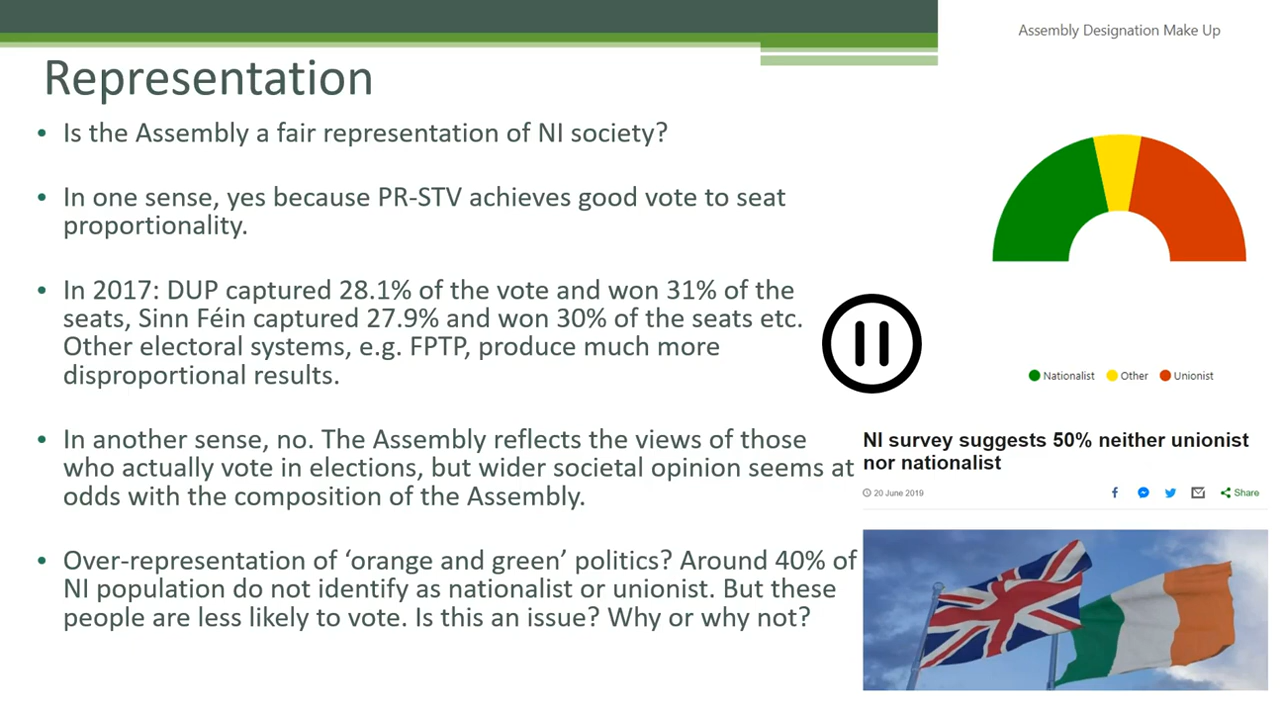 Assembly Designation Make Up
Representation
• Is the Assembly a fair representation of NI society?
• In one sense, yes because PR-STV achieves good vote to seat
proportionality.
• In 2017: DUP captured 28.1% of the vote and won 31% of the
seats, Sinn Féin captured 27.9% and won 30% of the seats etc.
Other electoral systems, e.g. FPTP, produce much more
disproportional results.
• In another sense, no. The Assembly reflects the views of those
who actually vote in elections, but wider societal opinion seems at
odds with the composition of the Assembly.
• Over-representation of ‘orange and green’ politics? Around 40% of
NI population do not identify as nationalist or unionist. But these
people are less likely to vote. Is this an issue? Why or why not?
Nationalist Other Unionist
NI survey suggests 50% neither unionist
nor nationalist
20 June 2019
Share